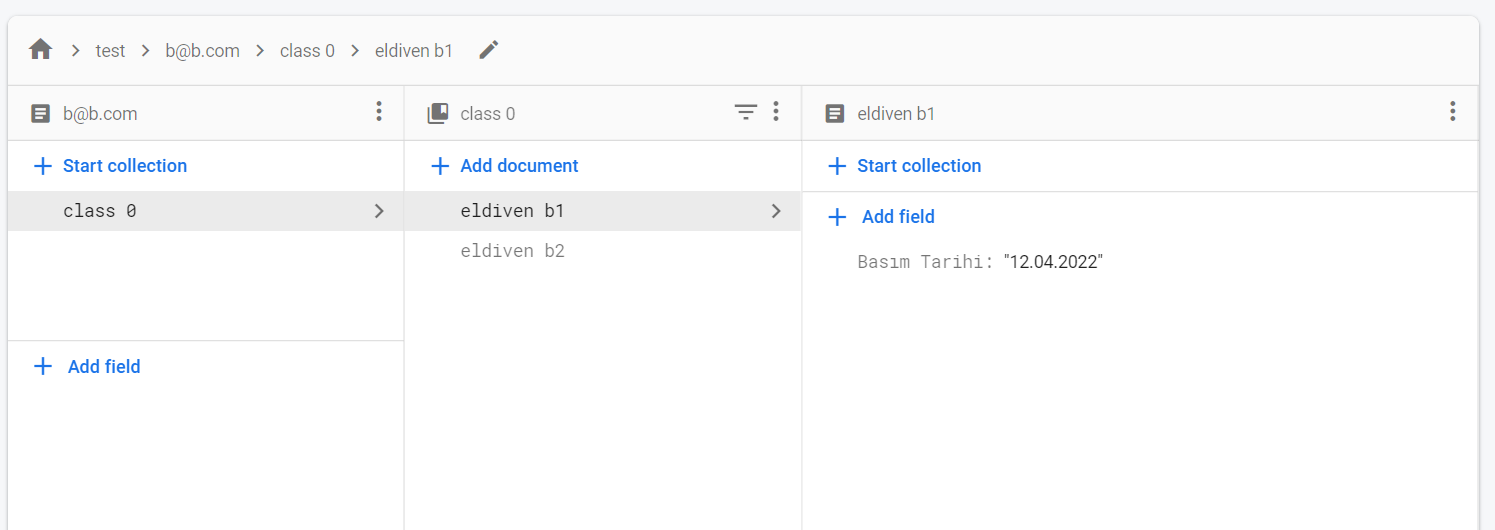 test b@b.com class 0 eldiven b1
b@b.com
Start collection
class 0
Add field
class 0
Add document
eldiven b1
eldiven b2
eldiven b1
Start collection
Add field
Basım Tarihi: "12.04.2022"